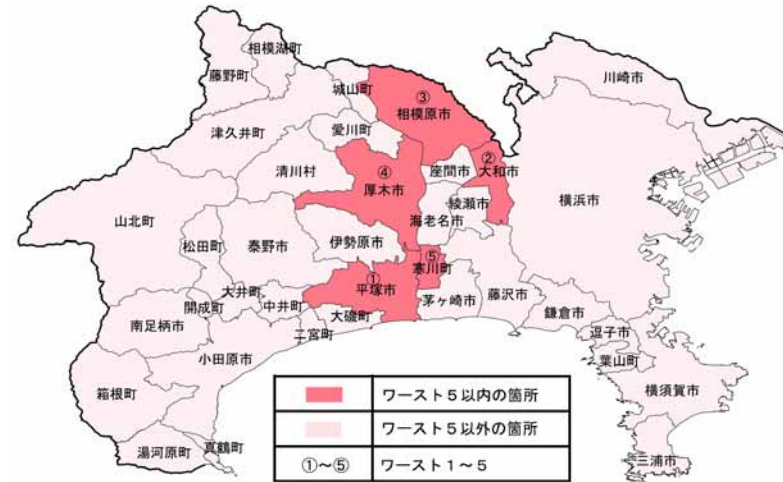 相模湖町
藤野町
城山町
③
相模原市
川崎市
津久井町
愛川町
清川村
④
厚木市
座間市
②
大和市
綾瀬市
海老名市
横浜市
山北町
松田町
秦野市
伊勢原市
⑤
寒川町
①
平塚市
大井町
開成町
中井町
大磯町
二宮町
茅ヶ崎市
藤沢市
鎌倉市
逗子市
葉山町
南足柄市
小田原市
箱根町
横須賀市
湯河原町
真鶴町
三浦市
ワースト5以内の箇所
ワースト5以外の箇所
①~⑤ ワースト1~5